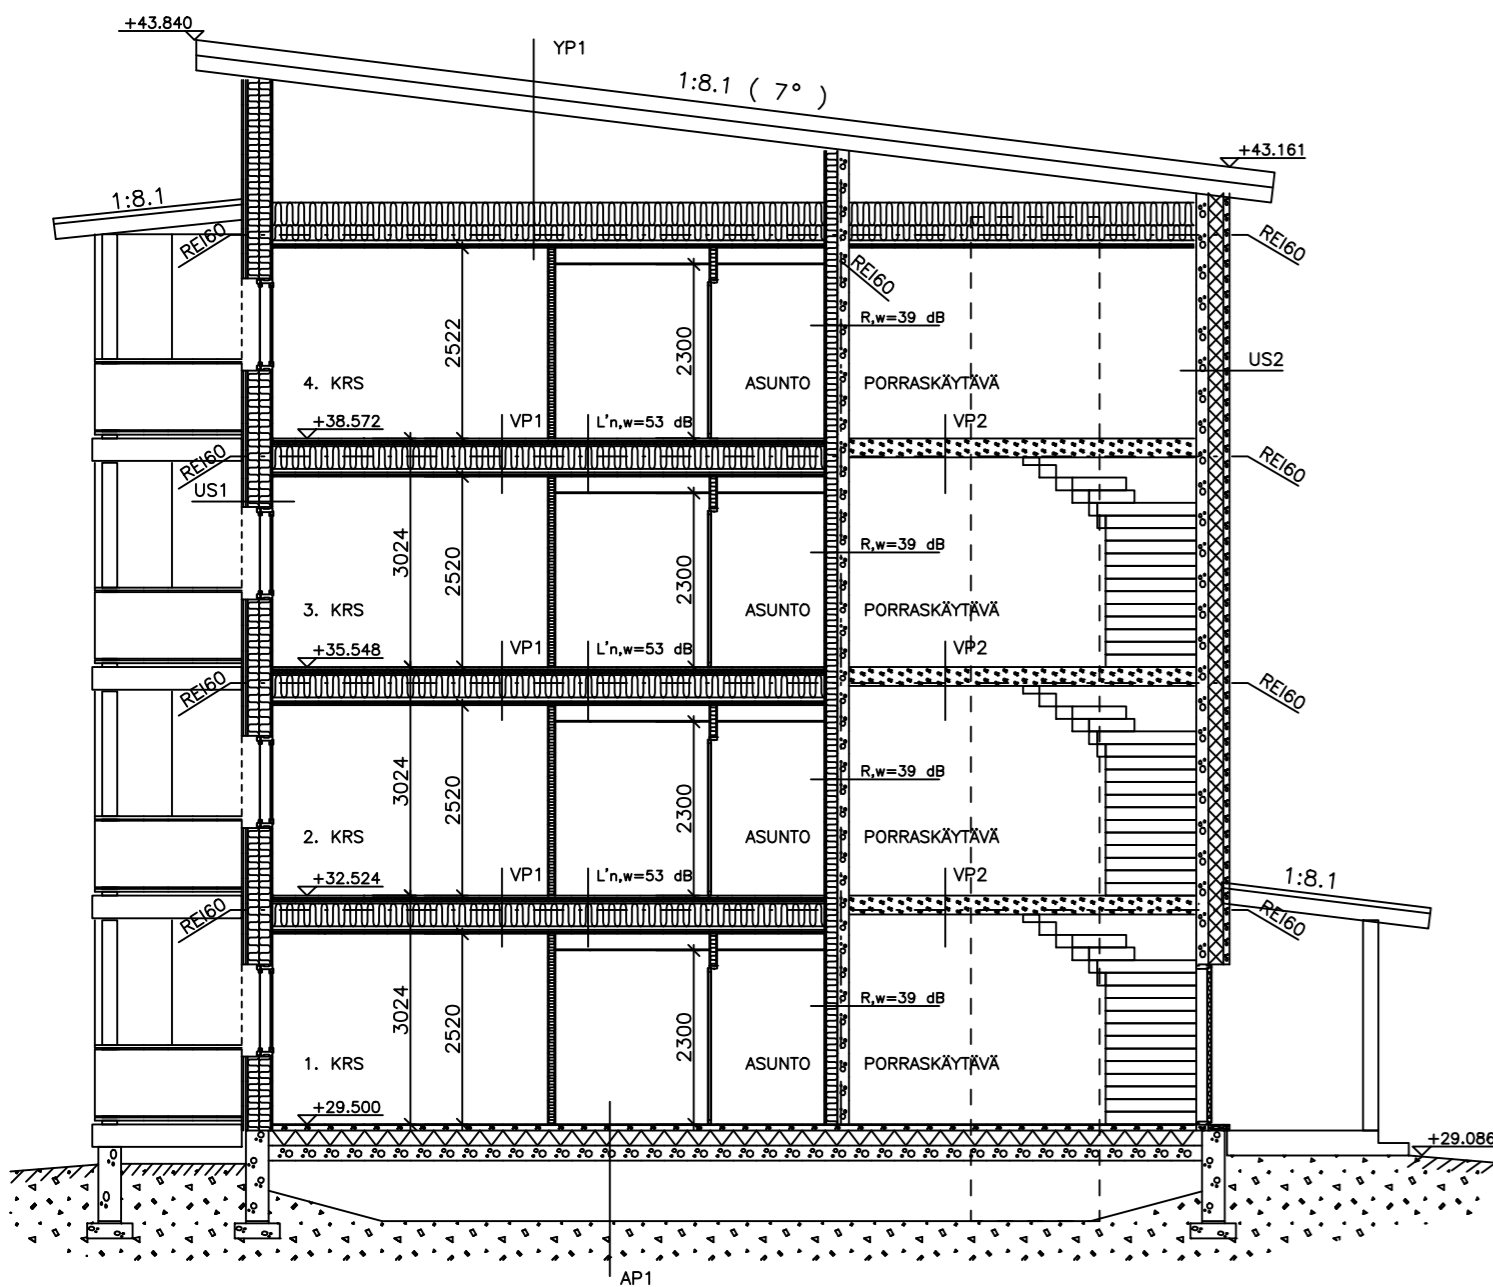 +43.840
YP1
1:8.1 ( 7° )
+43.161
1:8.1
REI60
REI60
REI60
2522
2300
R,w=39 dB
US2
4. KRS
ASUNTO
PORRASKÄYTÄVÄ
+38.572
VP1
L'n,w=53 dB
VP2
REI60
REI60
US1
3024
2520
2300
R,w=39 dB
3. KRS
ASUNTO
PORRASKÄYTÄVÄ
+35.548
VP1
L'n,w=53 dB
VP2
REI60
REI60
3024
2520
2300
R,w=39 dB
2. KRS
ASUNTO
PORRASKÄYTÄVÄ
+32.524
VP1
L'n,w=53 dB
VP2
1:8.1
REI60
REI60
3024
2520
2300
R,w=39 dB
1. KRS
ASUNTO
PORRASKÄYTÄVÄ
+29.500
+29.086
AP1